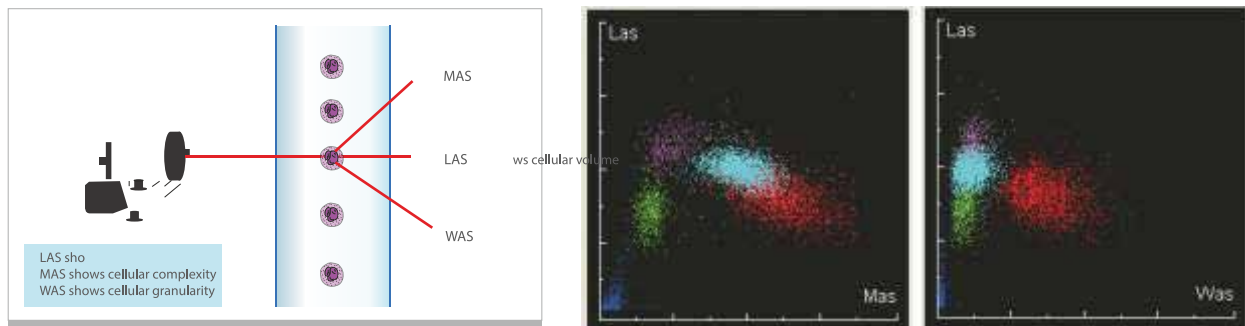 MAS
LAS
ws cellular volume
WAS
LAS sho
MAS shows cellular complexity
WAS shows cellular granularity
Las
Mas
Las
Was